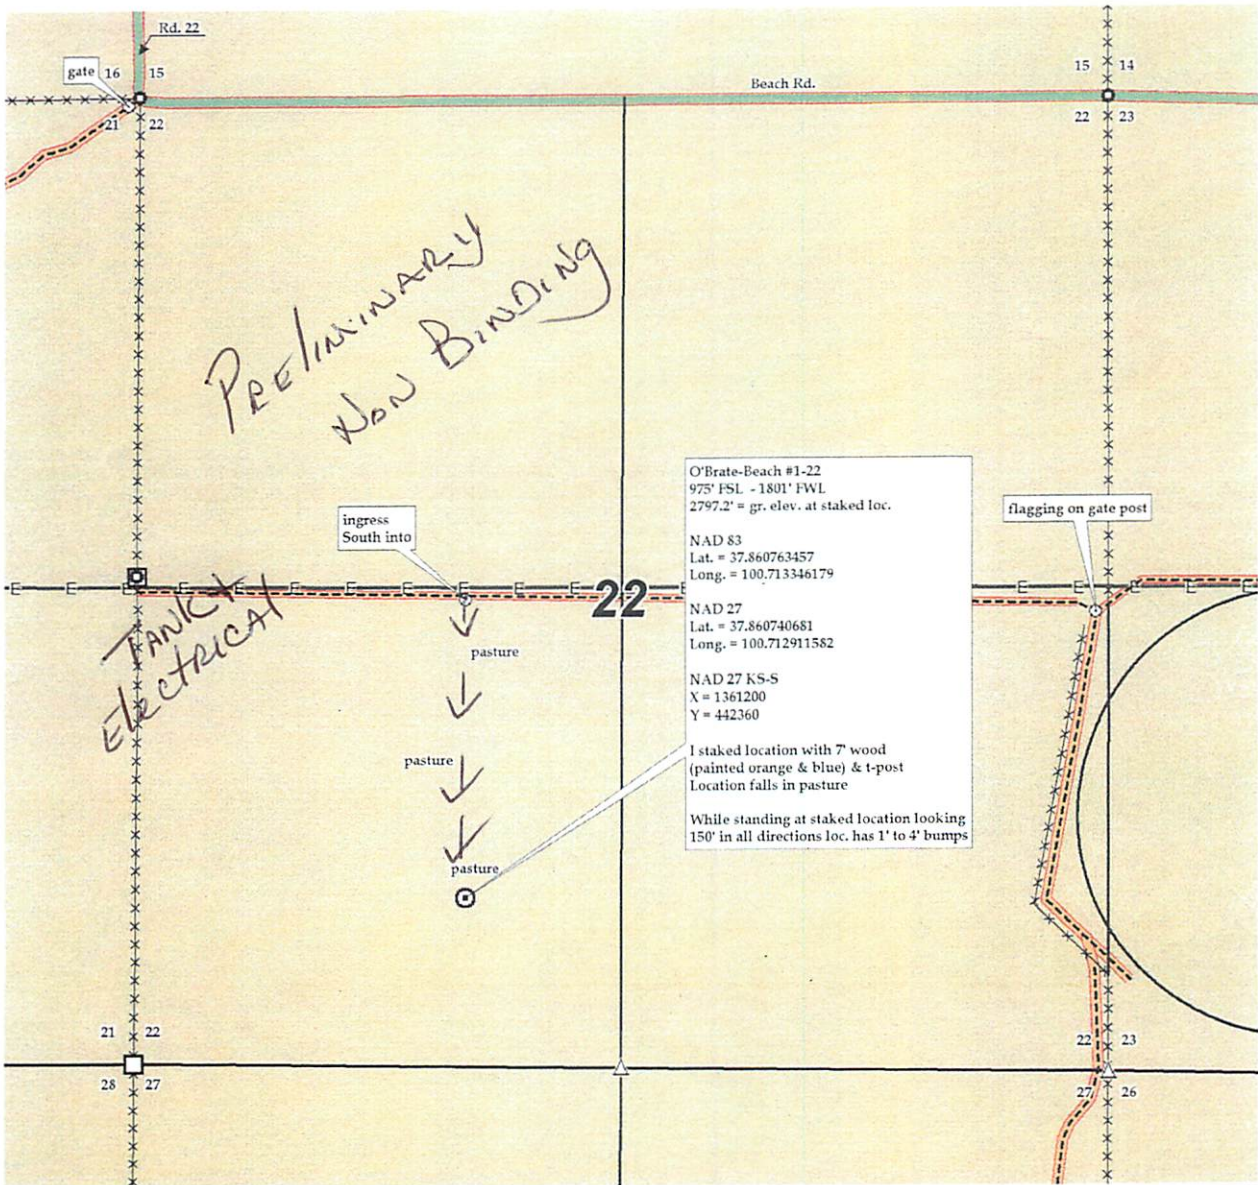 Rd. 22
gate
16 15
15 14
Beach Rd.
21 22
22 23
PRELIMINARY
NON BINDING
O'Brate-Beach #1-22
975' FSL - 1801' FWL
2797.2' = gr. elev. at staked loc.
NAD 83
Lat. = 37.860763457
Long. = 100.713346179
NAD 27
Lat. = 37.860740681
Long. = 100.712911582
NAD 27 KS-S
X = 1361200
Y = 442360
I staked location with 7' wood
(painted orange & blue) & t-post
Location falls in pasture
While standing at staked location looking
150' in all directions loc. has 1' to 4' bumps
flagging on gate post
ingress
South into
E E E E E E E E E E E E E E E E E
22
TANK +
ElectRICAl
pasture
pasture
pasture
21 22
22 23
28 27
27 26